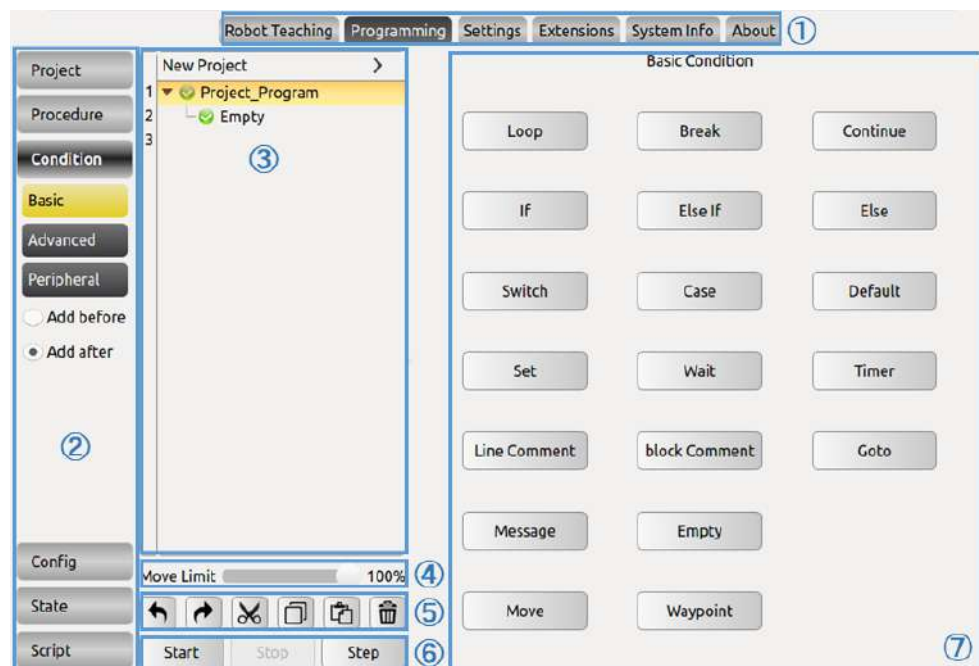 Robot Teaching Programming Settings Extensions System Info About ①
Project
Procedure
Condition
Basic
Advanced
Peripheral
Add before
Add after
②
Config
State
Script
New Project >
1 Project_Program
2 Empty
3
③
Move Limit 100% ④
⑤
Start Stop Step ⑥
Basic Condition
Loop Break Continue
If Else If Else
Switch Case Default
Set Wait Timer
Line Comment block Comment Goto
Message Empty
Move Waypoint
⑦